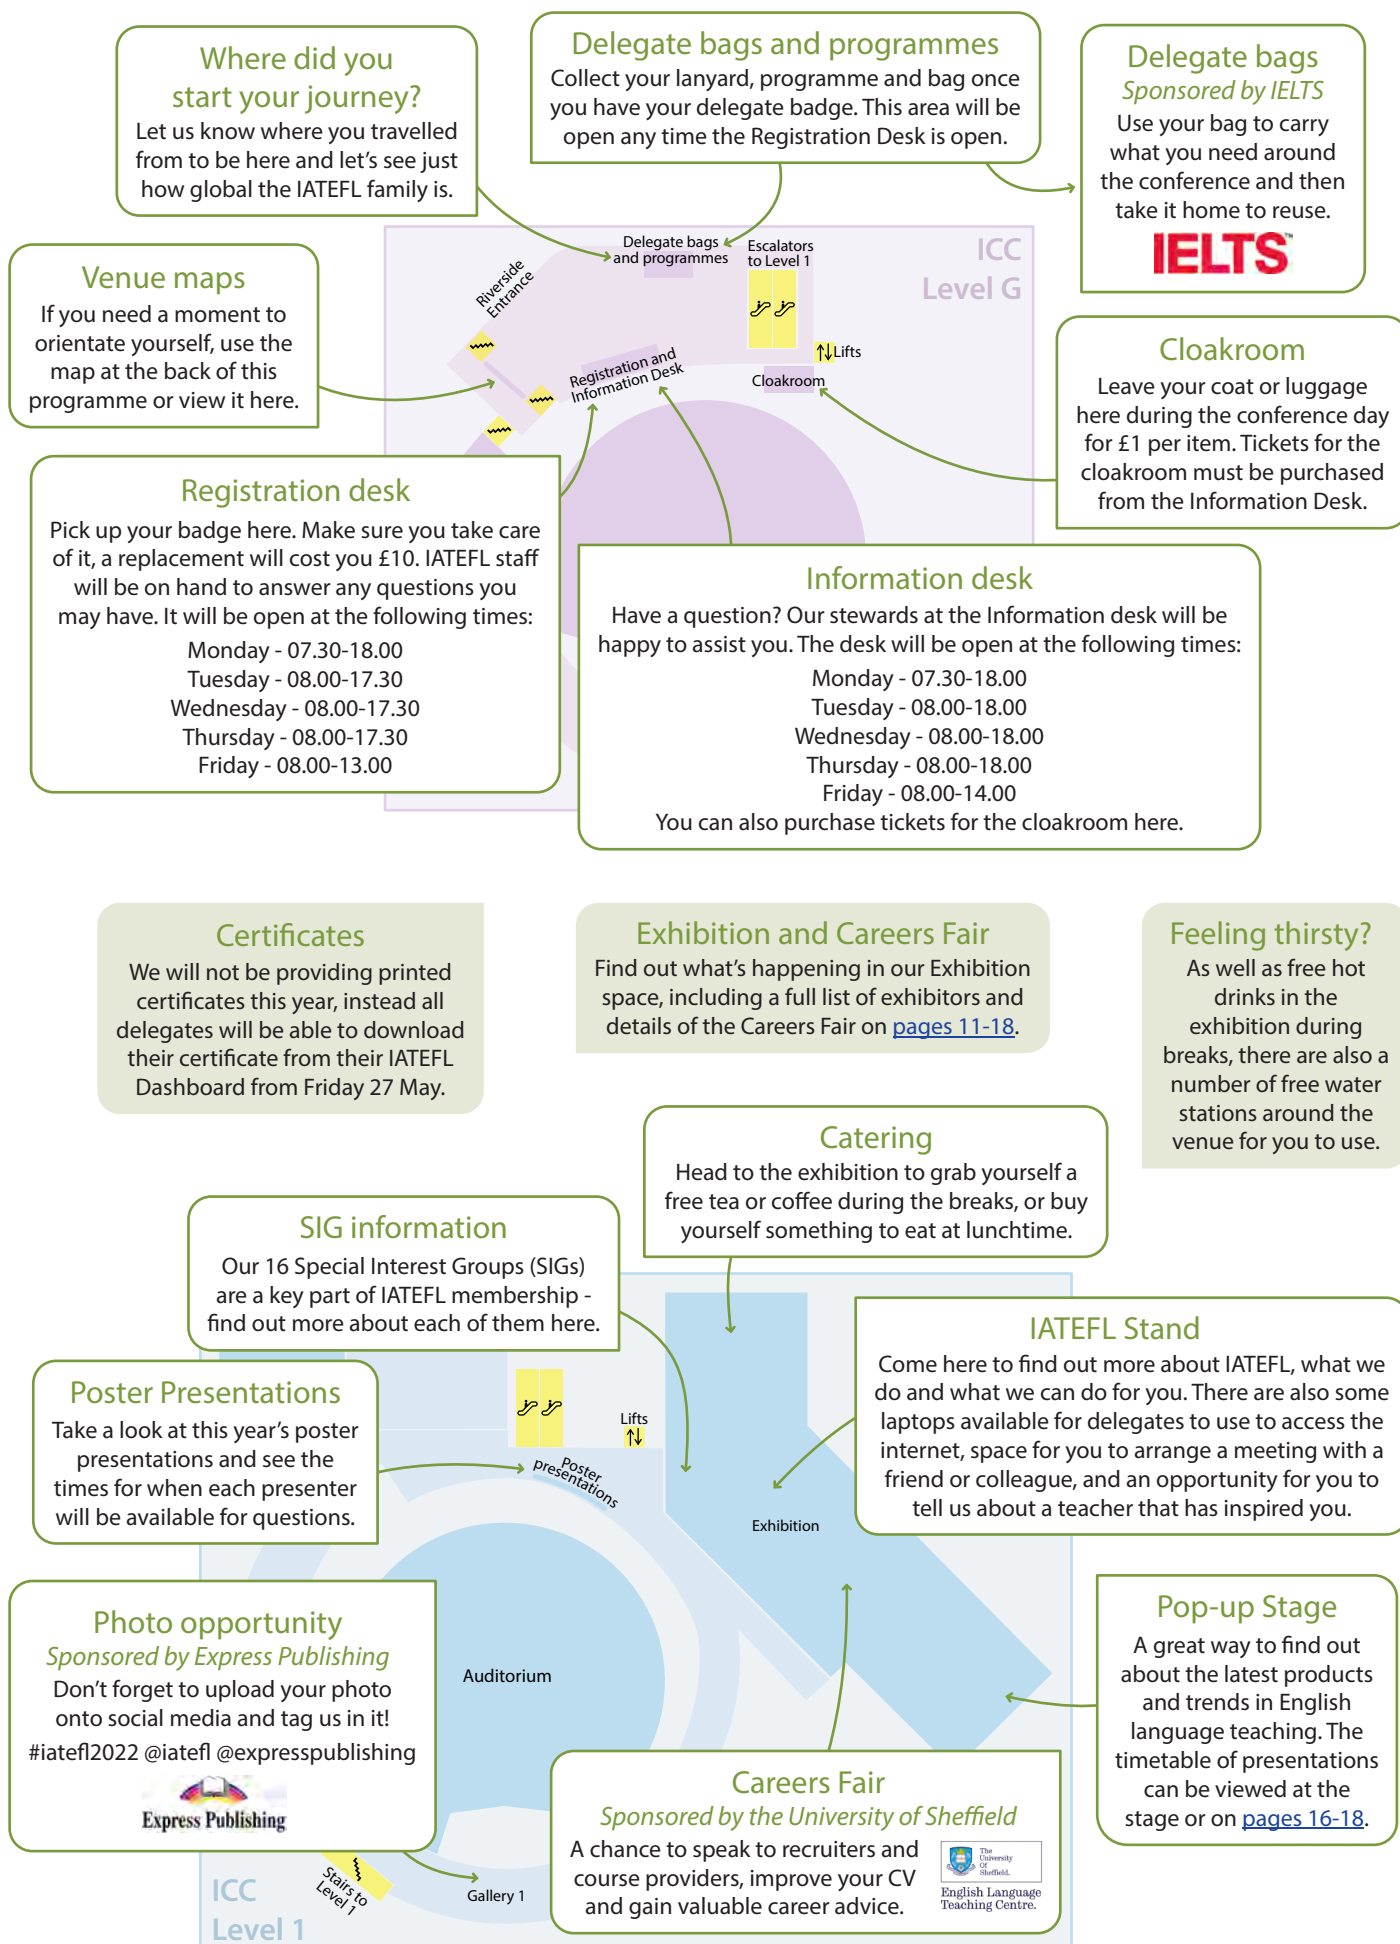 Where did you
start your journey?
Let us know where you travelled
from to be here and let's see just
how global the IATEFL family is.
Delegate bags and programmes
Collect your lanyard, programme and bag once
you have your delegate badge. This area will be
open any time the Registration Desk is open.
Delegate bags
Sponsored by IELTS
Use your bag to carry
what you need around
the conference and then
take it home to reuse.
IELTS™
Venue maps
If you need a moment to
orientate yourself, use the
map at the back of this
programme or view it here.
Riverside
Entrance
Delegate bags
and programmes
Escalators
to Level 1
ICC
Level G
Lifts
Registration and
Information Desk
Cloakroom
Cloakroom
Leave your coat or luggage
here during the conference day
for £1 per item. Tickets for the
cloakroom must be purchased
from the Information Desk.
Registration desk
Pick up your badge here. Make sure you take care
of it, a replacement will cost you £10. IATEFL staff
will be on hand to answer any questions you
may have. It will be open at the following times:
Monday - 07.30-18.00
Tuesday - 08.00-17.30
Wednesday - 08.00-17.30
Thursday - 08.00-17.30
Friday - 08.00-13.00
Information desk
Have a question? Our stewards at the Information desk will be
happy to assist you. The desk will be open at the following times:
Monday - 07.30-18.00
Tuesday - 08.00-18.00
Wednesday - 08.00-18.00
Thursday - 08.00-18.00
Friday - 08.00-14.00
You can also purchase tickets for the cloakroom here.
Certificates
We will not be providing printed
certificates this year, instead all
delegates will be able to download
their certificate from their IATEFL
Dashboard from Friday 27 May.
Exhibition and Careers Fair
Find out what's happening in our Exhibition
space, including a full list of exhibitors and
details of the Careers Fair on pages 11-18.
Feeling thirsty?
As well as free hot
drinks in the
exhibition during
breaks, there are also a
number of free water
stations around the
venue for you to use.
Catering
Head to the exhibition to grab yourself a
free tea or coffee during the breaks, or buy
yourself something to eat at lunchtime.
SIG information
Our 16 Special Interest Groups (SIGs)
are a key part of IATEFL membership -
find out more about each of them here.
IATEFL Stand
Come here to find out more about IATEFL, what we
do and what we can do for you. There are also some
laptops available for delegates to use to access the
internet, space for you to arrange a meeting with a
friend or colleague, and an opportunity for you to
tell us about a teacher that has inspired you.
Poster Presentations
Take a look at this year's poster
presentations and see the
times for when each presenter
will be available for questions.
Lifts
Poster
presentations
Exhibition
Photo opportunity
Sponsored by Express Publishing
Don't forget to upload your photo
onto social media and tag us in it!
#iatefl2022 @iatefl @expresspublishing
Express Publishing
Auditorium
Pop-up Stage
A great way to find out
about the latest products
and trends in English
language teaching. The
timetable of presentations
can be viewed at the
stage or on pages 16-18.
Careers Fair
Sponsored by the University of Sheffield
A chance to speak to recruiters and
course providers, improve your CV
and gain valuable career advice.
The
University
Of
Sheffield.
English Language
Teaching Centre.
Stairs to
Level 1
Gallery 1
ICC
Level 1